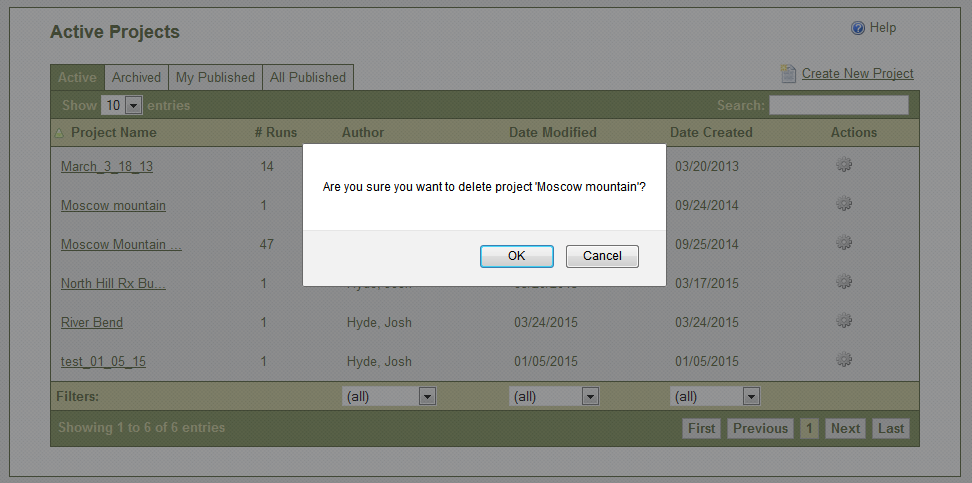 Active Projects
Help
Active Archived My Published All Published
Create New Project
Show 10 entries Search:
Project Name # Runs Author Date Modified Date Created Actions
March_3_18_13 14 03/20/2013
Moscow mountain 1 09/24/2014
Moscow Mountain ... 47 09/25/2014
Are you sure you want to delete project 'Moscow mountain'?
OK Cancel
North Hill Rx Bu... 1 Hyde, Josh 03/17/2015
River Bend 1 Hyde, Josh 03/24/2015 03/24/2015
test_01_05_15 1 Hyde, Josh 01/05/2015 01/05/2015
Filters: (all) (all) (all)
Showing 1 to 6 of 6 entries First Previous 1 Next Last